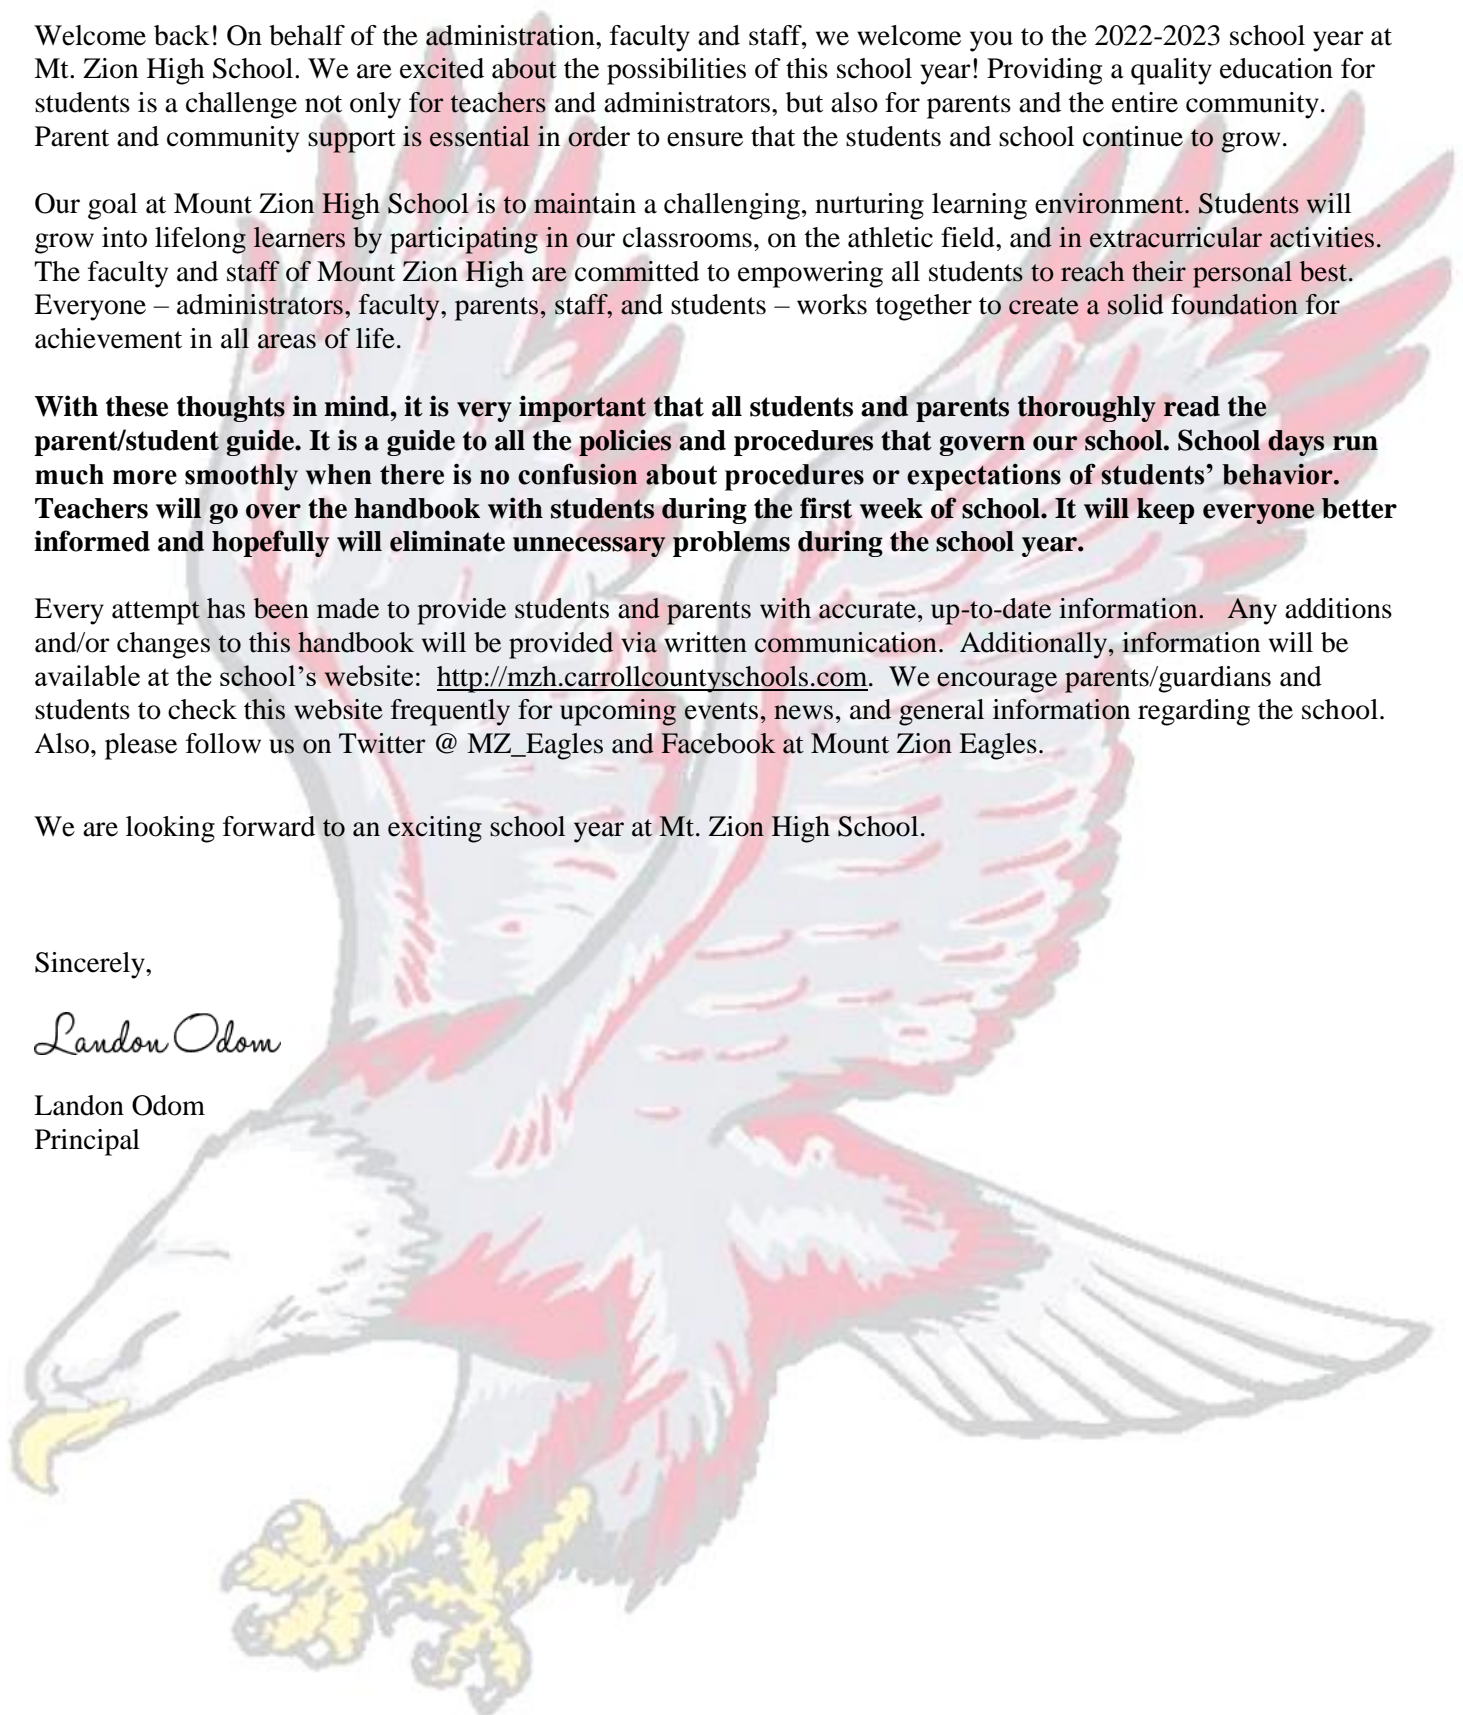 Welcome back! On behalf of the administration, faculty and staff, we welcome you to the 2022-2023 school year at
Mt. Zion High School. We are excited about the possibilities of this school year! Providing a quality education for
students is a challenge not only for teachers and administrators, but also for parents and the entire community.
Parent and community support is essential in order to ensure that the students and school continue to grow.
Our goal at Mount Zion High School is to maintain a challenging, nurturing learning environment. Students will
grow into lifelong learners by participating in our classrooms, on the athletic field, and in extracurricular activities.
The faculty and staff of Mount Zion High are committed to empowering all students to reach their personal best.
Everyone – administrators, faculty, parents, staff, and students – works together to create a solid foundation for
achievement in all areas of life.
With these thoughts in mind, it is very important that all students and parents thoroughly read the
parent/student guide. It is a guide to all the policies and procedures that govern our school. School days run
much more smoothly when there is no confusion about procedures or expectations of students’ behavior.
Teachers will go over the handbook with students during the first week of school. It will keep everyone better
informed and hopefully will eliminate unnecessary problems during the school year.
Every attempt has been made to provide students and parents with accurate, up-to-date information.   Any additions
and/or changes to this handbook will be provided via written communication.  Additionally, information will be
available at the school’s website:  http://mzh.carrollcountyschools.com.  We encourage parents/guardians and
students to check this website frequently for upcoming events, news, and general information regarding the school.
Also, please follow us on Twitter @ MZ_Eagles and Facebook at Mount Zion Eagles.
We are looking forward to an exciting school year at Mt. Zion High School.
Sincerely,
Landon Odom
Landon Odom
Principal